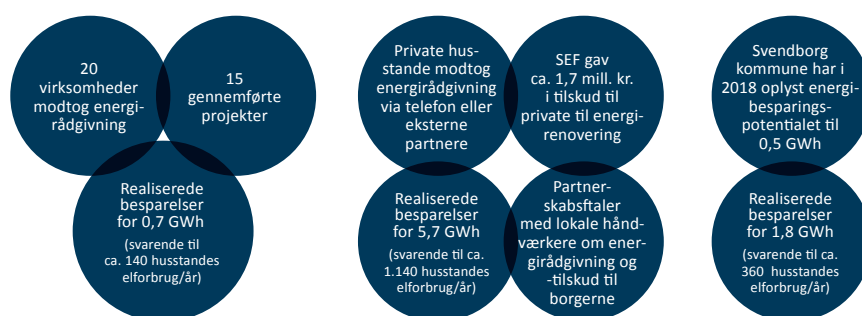 20
virksomheder
modtog energi-
rådgivning
15
gennemførte
projekter
Realiserede
besparelser
for 0,7 GWh
(svarende til
ca. 140 husstandes
elforbrug/år)
Private hus-
stande modtog
energirådgivning
via telefon eller
eksterne
partnere
SEF gav
ca. 1,7 mill. kr.
i tilskud til
private til energi-
renovering
Realiserede
besparelser
for 5,7 GWh
(svarende til ca.
1.140 husstandes
elforbrug/år)
Partner-
skabsftaler
med lokale hånd-
værkere om ener-
girådgivning og
-tilskud til
borgerne
Svendborg
kommune har i
2018 oplyst energi-
besparings-
potentialet til
0,5 GWh
Realiserede
besparelser
for 1,8 GWh
(svarende til ca.
360 husstandes
elforbrug/år)